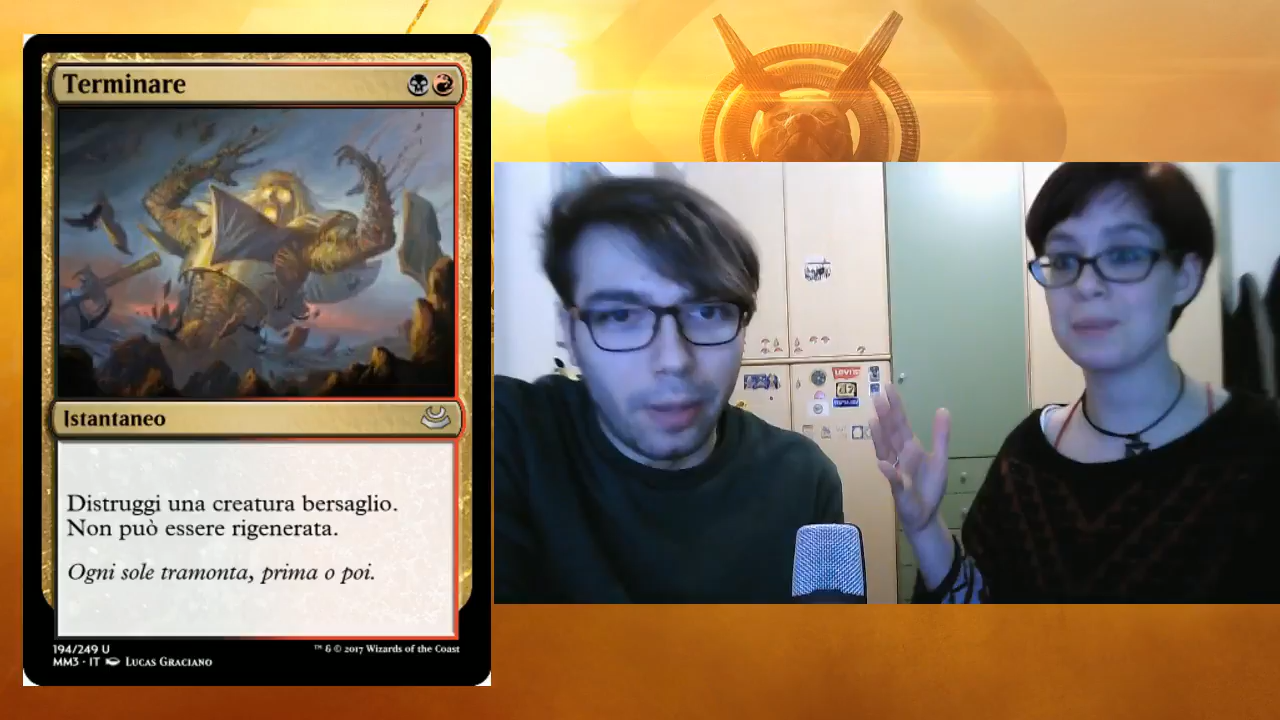 Terminare
Istantaneo
Distruggi una creatura bersaglio.
Non può essere rigenerata.
Ogni sole tramonta, prima o poi.
194/249 U
™ & © 2017 Wizards of the Coast
MM3 · IT Lucas Graciano
LEVI'S